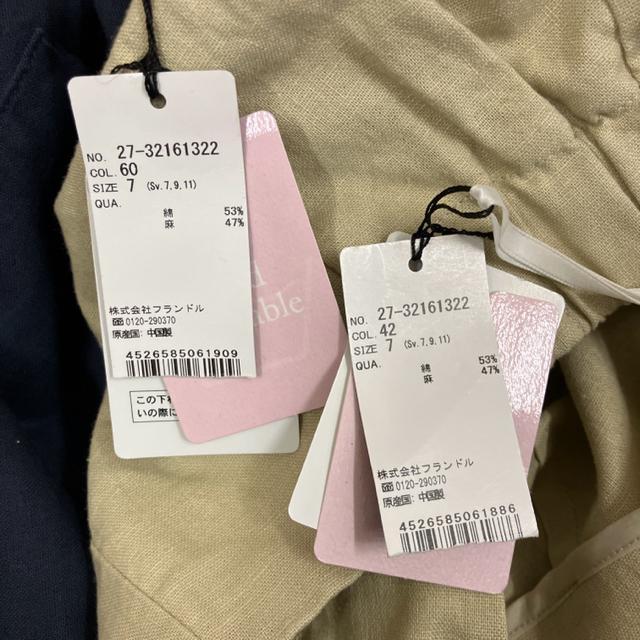 NO. 27-32161322
COL. 60
SIZE 7 (Sv. 7, 9, 11)
QUA.
綿 53%
麻 47%
株式会社フランドル
0120-290370
原産国: 中国製
4526585061909
able
この下
いの際に
NO. 27-32161322
COL. 42
SIZE 7 (Sv. 7, 9, 11)
QUA.
綿 53%
麻 47%
株式会社フランドル
0120-290370
原産国: 中国製
4526585061886